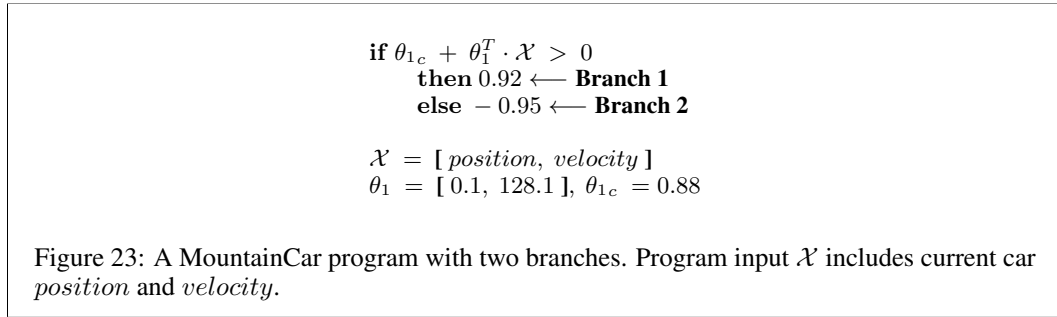 if θ1c + θ1^T · 𝒳 > 0
then 0.92 ⟵ Branch 1
else − 0.95 ⟵ Branch 2
𝒳 = [ position, velocity ]
θ1 = [ 0.1, 128.1 ], θ1c = 0.88
Figure 23: A MountainCar program with two branches. Program input 𝒳 includes current car
position and velocity.